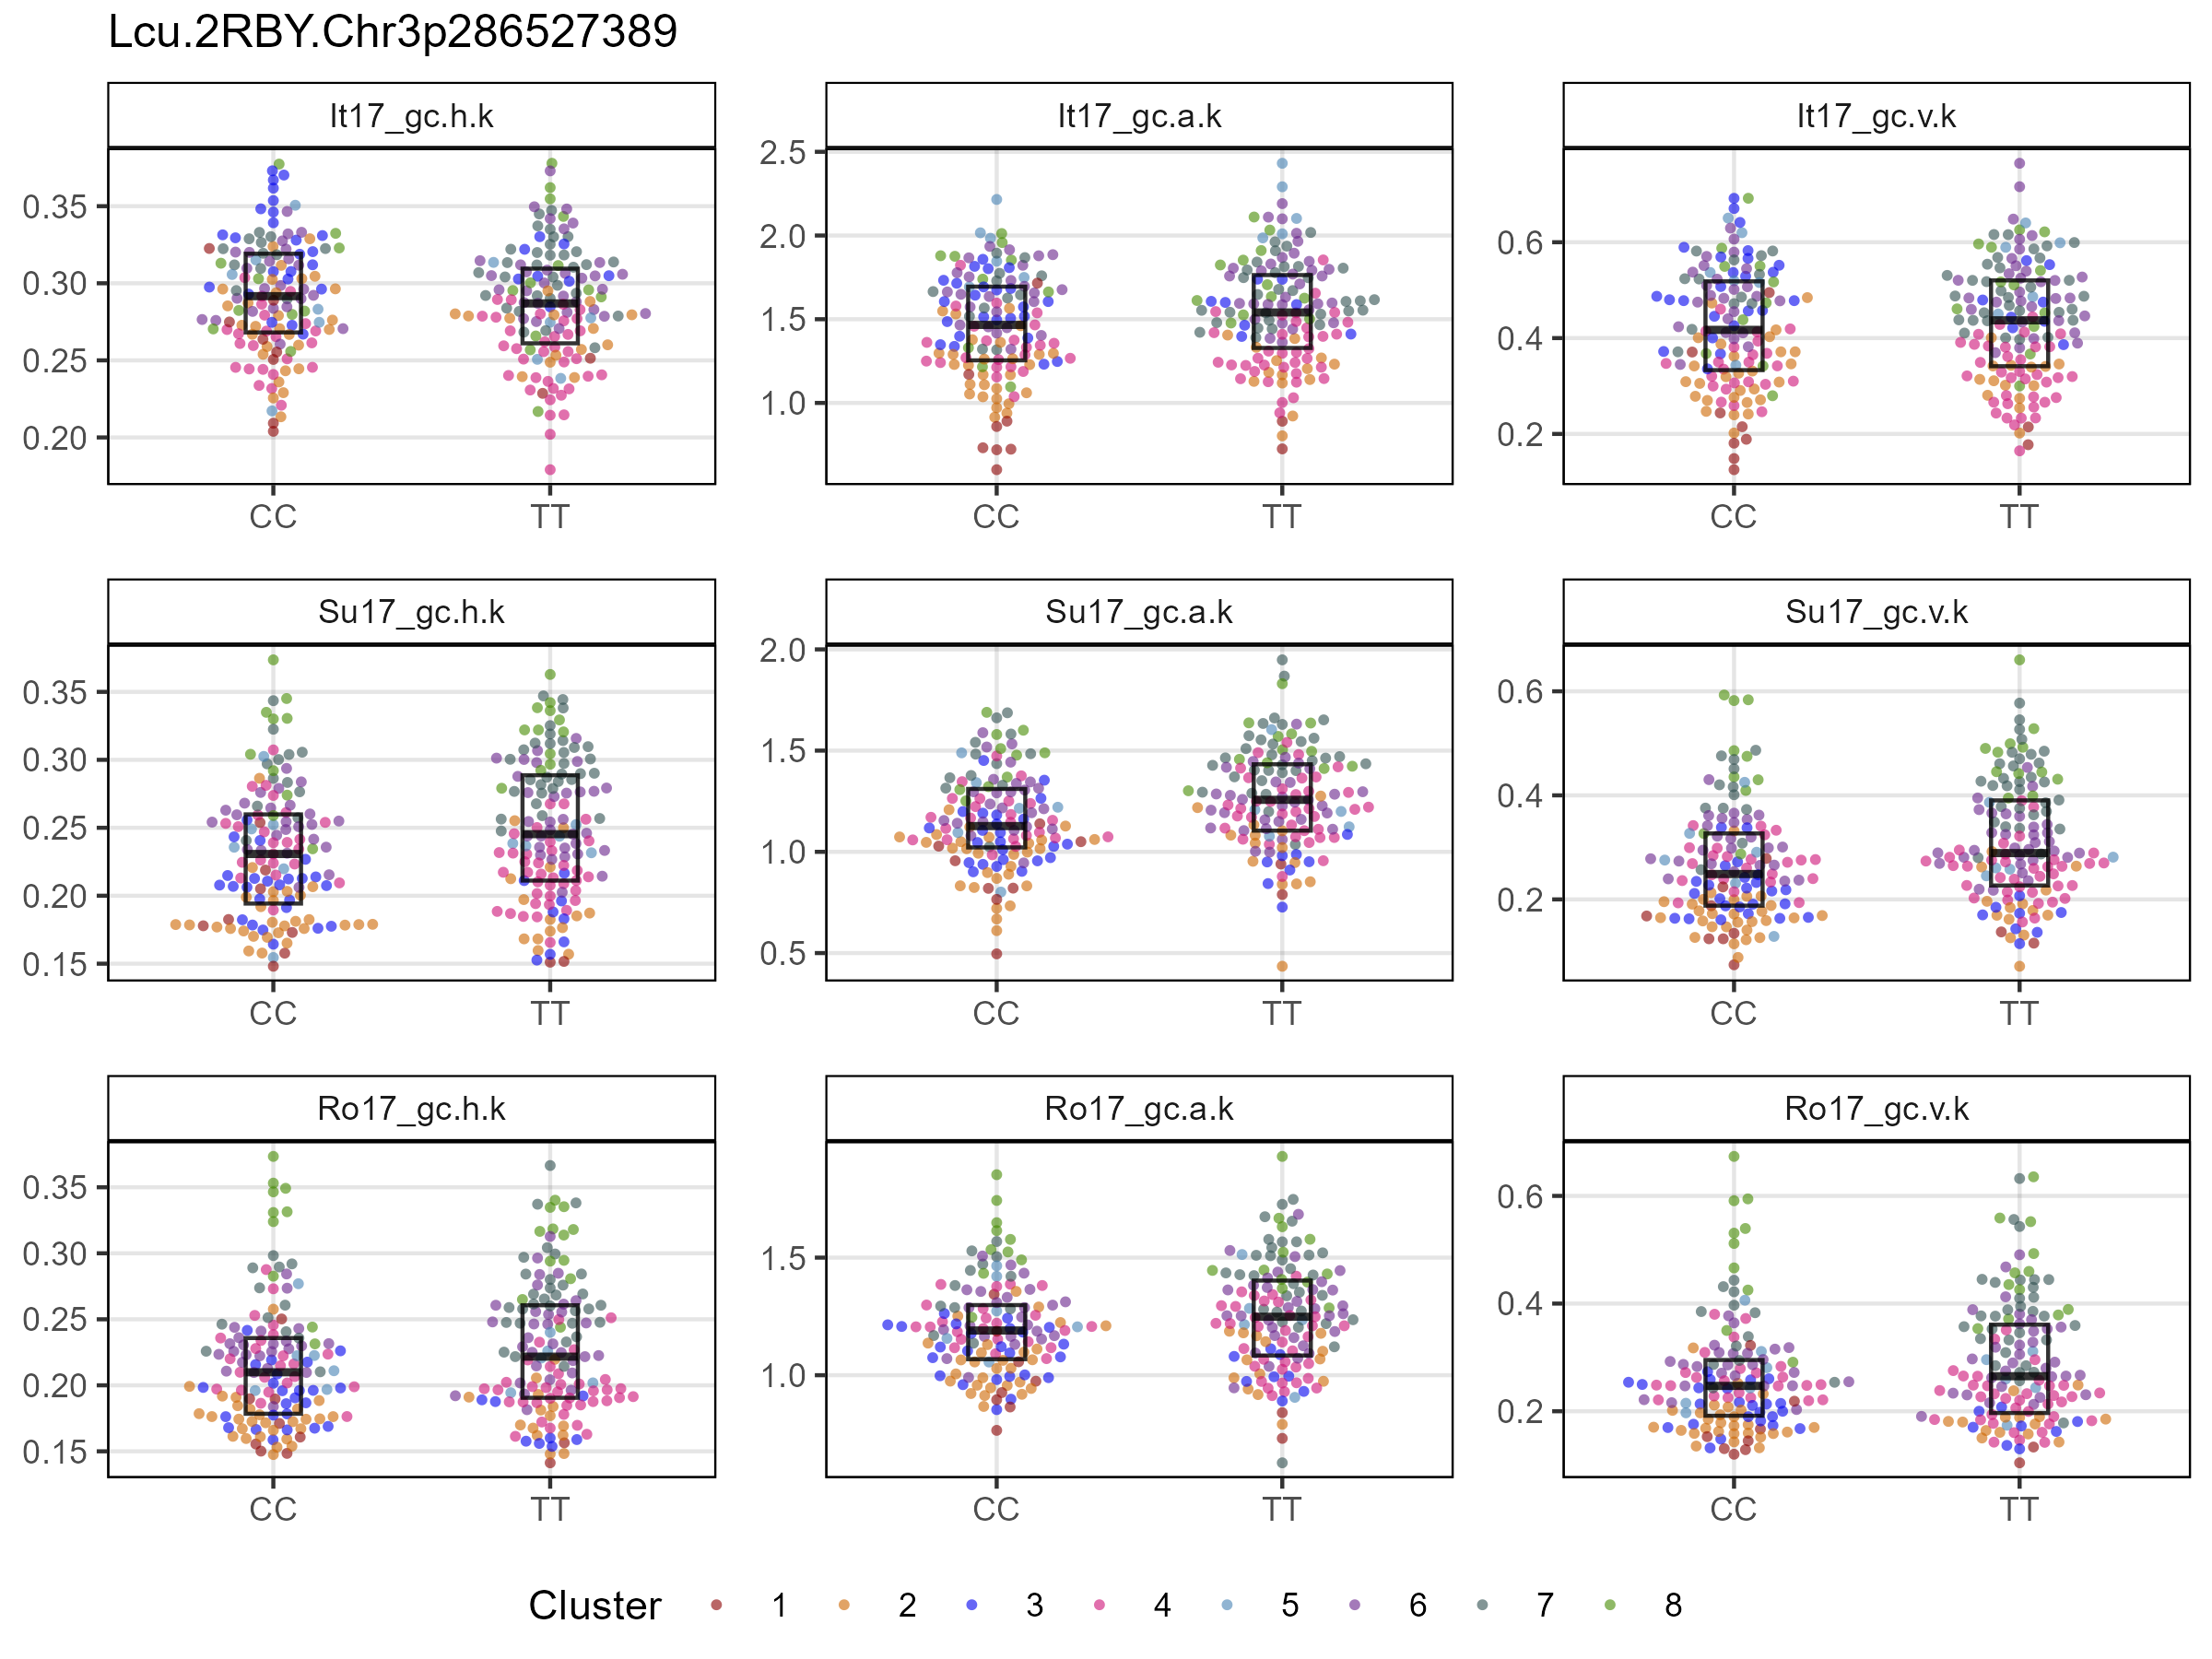 Lcu.2RBY.Chr3p286527389
It17_gc.h.k
It17_gc.a.k
It17_gc.v.k
0.35
0.30
0.25
0.20
CC
TT
2.5
2.0
1.5
1.0
CC
TT
0.6
0.4
0.2
CC
TT
Su17_gc.h.k
Su17_gc.a.k
Su17_gc.v.k
0.35
0.30
0.25
0.20
0.15
CC
TT
2.0
1.5
1.0
0.5
CC
TT
0.6
0.4
0.2
CC
TT
Ro17_gc.h.k
Ro17_gc.a.k
Ro17_gc.v.k
0.35
0.30
0.25
0.20
0.15
CC
TT
1.5
1.0
CC
TT
0.6
0.4
0.2
CC
TT
Cluster 1 2 3 4 5 6 7 8